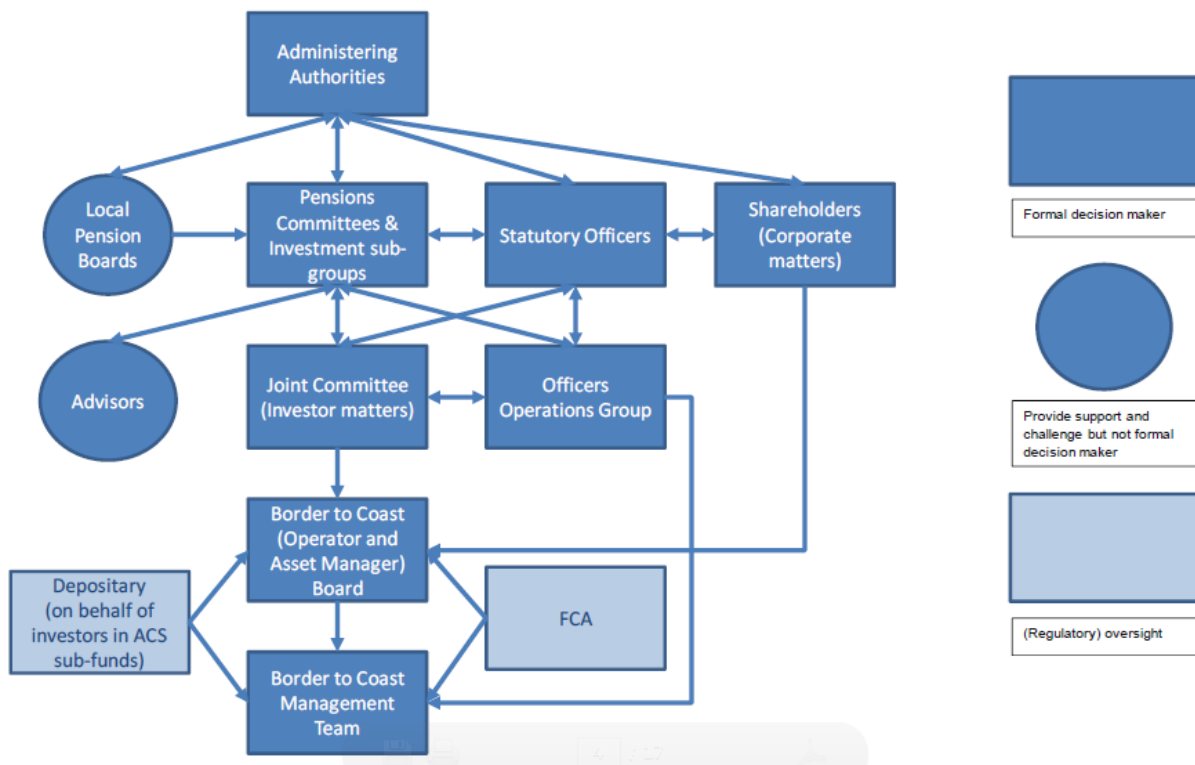 Administering
Authorities
Local
Pension
Boards
Pensions
Committees &
Investment sub-
groups
Statutory Officers
Shareholders
(Corporate
matters)
Formal decision maker
Advisors
Joint Committee
(Investor matters)
Officers
Operations Group
Provide support and
challenge but not formal
decision maker
Border to Coast
(Operator and
Asset Manager)
Board
Depositary
(on behalf of
investors in ACS
sub-funds)
FCA
(Regulatory) oversight
Border to Coast
Management
Team